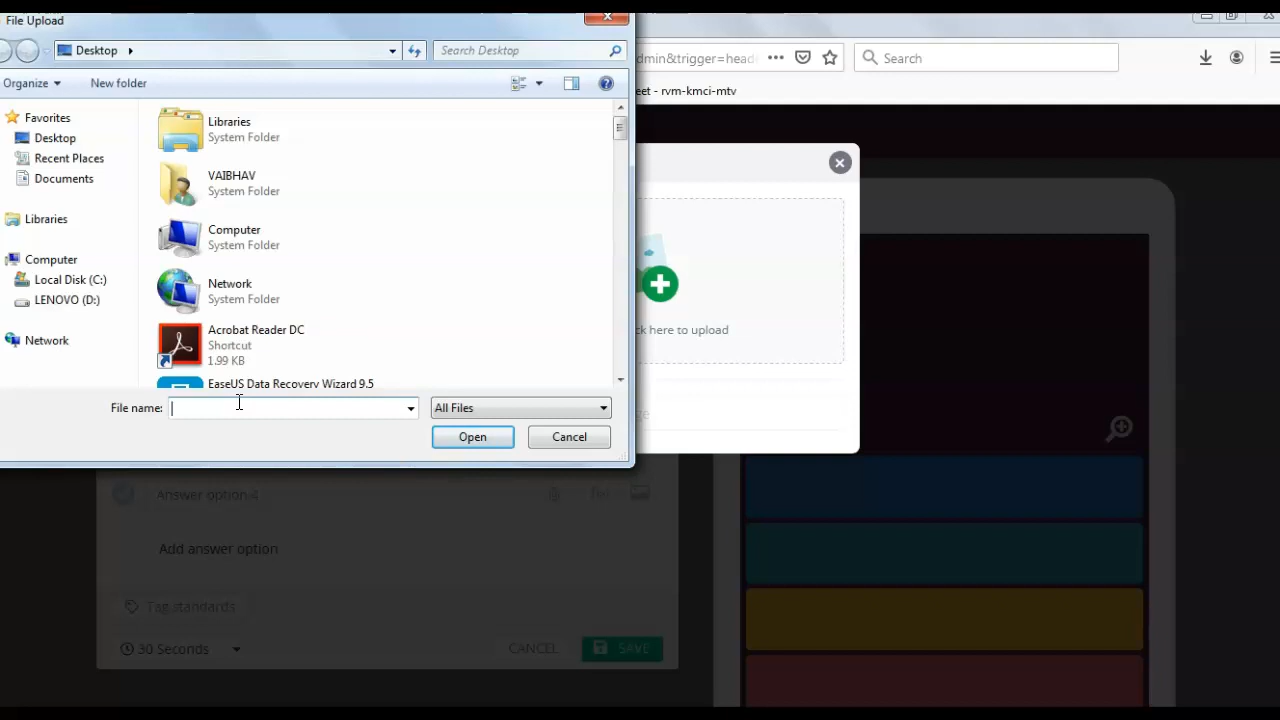 File Upload
Desktop
Search Desktop
Organize
New folder
Favorites
Desktop
Recent Places
Documents
Libraries
Computer
Local Disk (C:)
LENOVO (D:)
Network
Libraries
System Folder
VAIBHAV
System Folder
Computer
System Folder
Network
System Folder
Acrobat Reader DC
Shortcut
1.99 KB
EaseUS Data Recovery Wizard 9.5
File name:
All Files
Open
Cancel
dmin&trigger=head
Search
eet - rvm-kmci-mtv
ck here to upload
Answer option 4
Add answer option
Tag standards
30 Seconds
CANCEL
SAVE